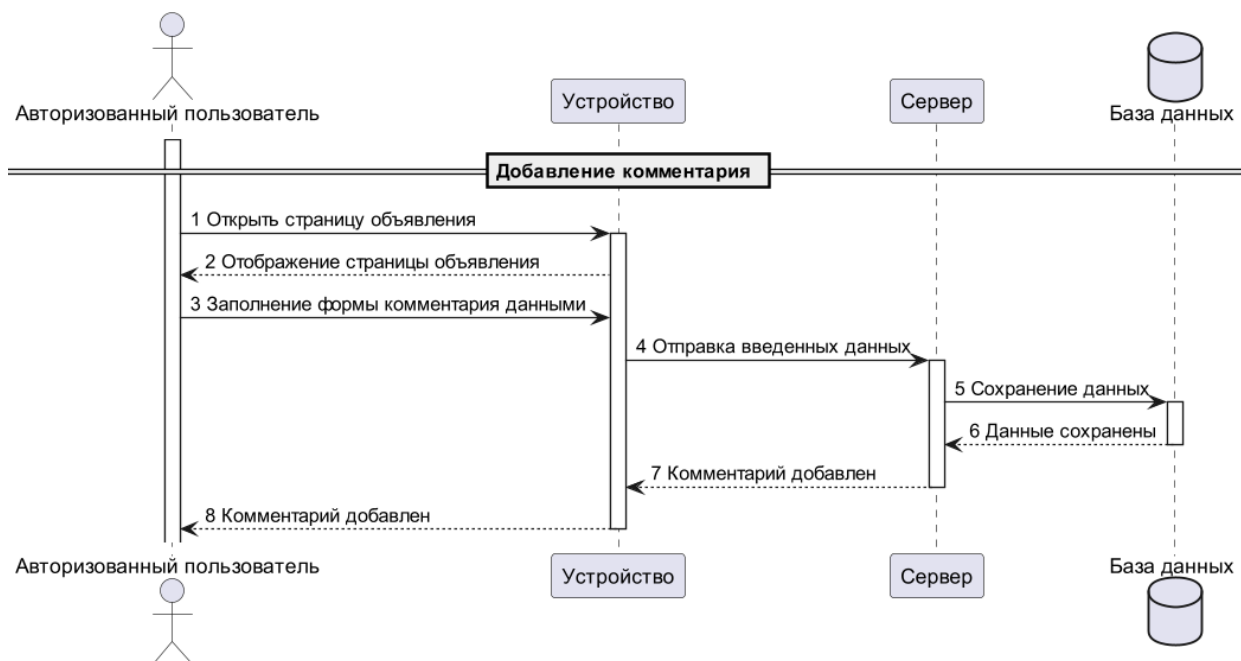 Авторизованный пользователь
Устройство
Сервер
База данных
Добавление комментария
1 Открыть страницу объявления
2 Отображение страницы объявления
3 Заполнение формы комментария данными
4 Отправка введенных данных
5 Сохранение данных
6 Данные сохранены
7 Комментарий добавлен
8 Комментарий добавлен
Авторизованный пользователь
Устройство
Сервер
База данных